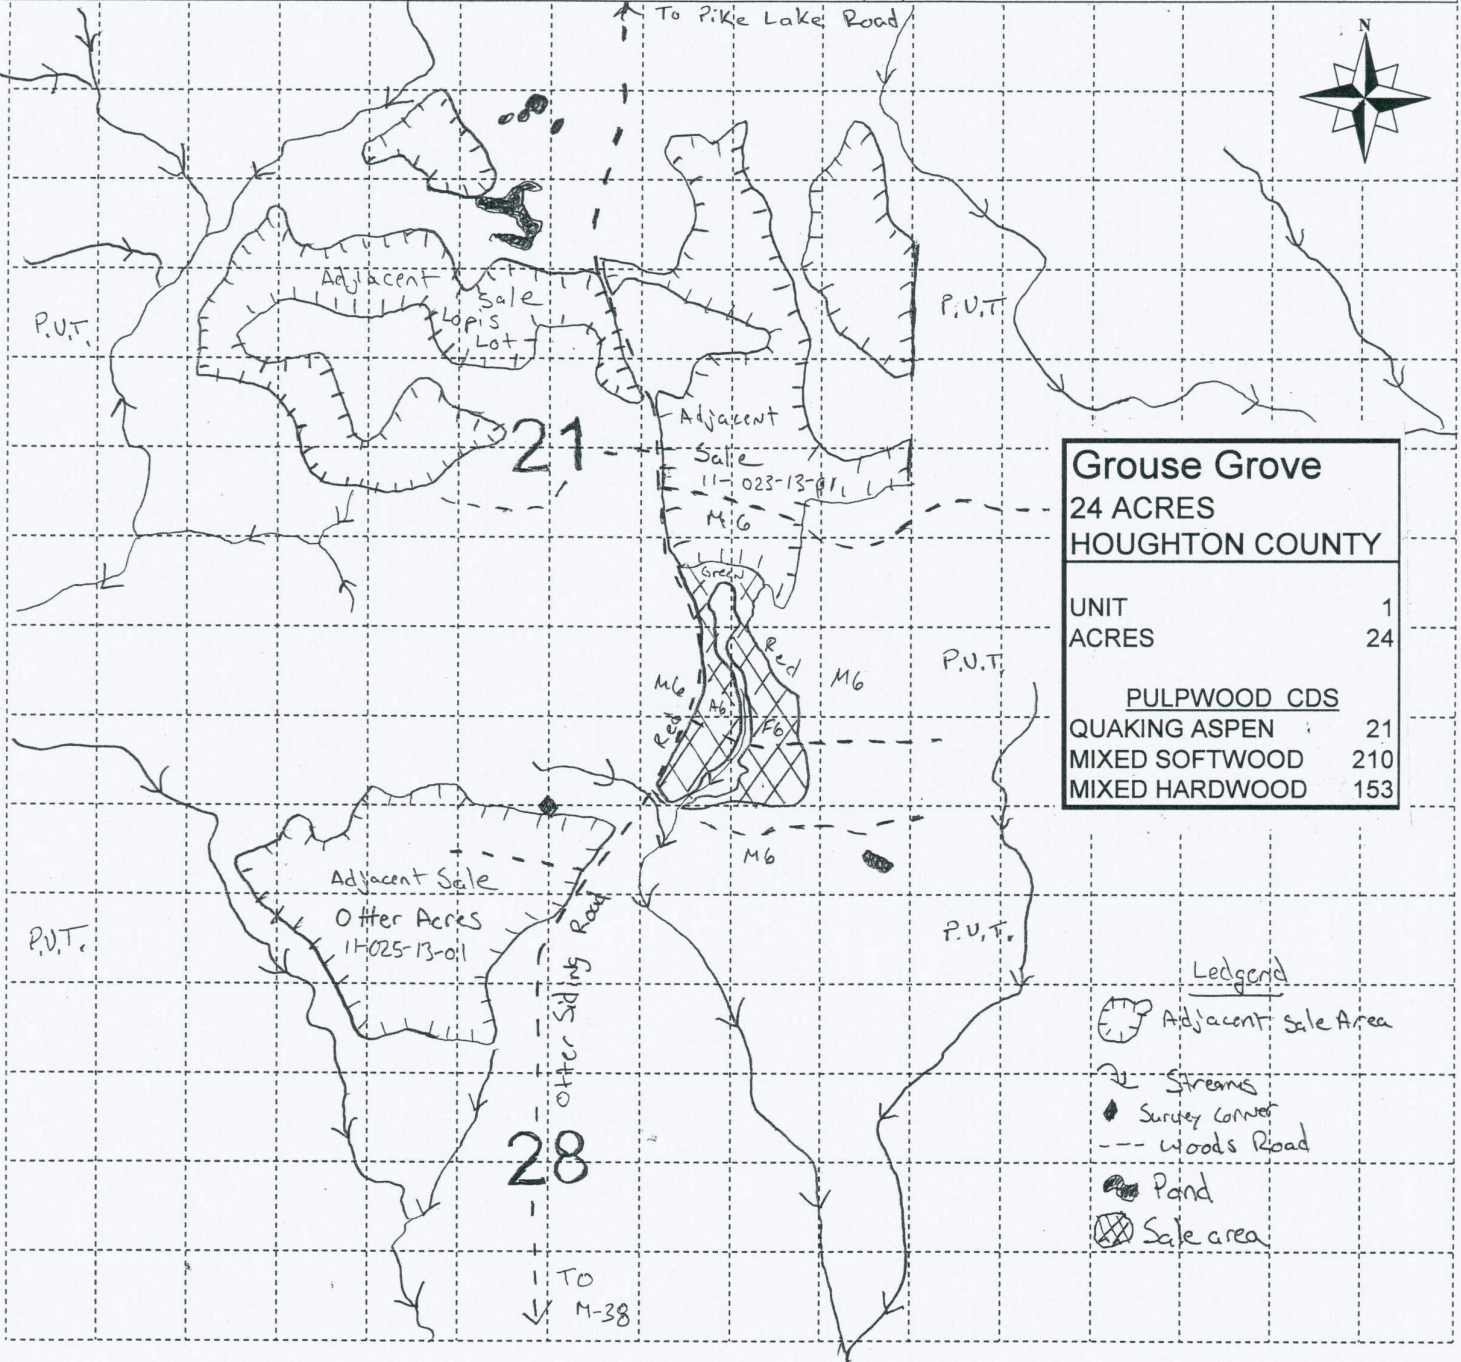 To Pike Lake Road
N
Adjacent
Sale
Lopis
Lot
P.V.T.
P.V.T
21
Adjacent
Sale
11-023-13-01
M6
Green
Grouse Grove
24 ACRES
HOUGHTON COUNTY
UNIT 1
ACRES 24
PULPWOOD CDS
QUAKING ASPEN 21
MIXED SOFTWOOD 210
MIXED HARDWOOD 153
Red
M6
M6
P.V.T.
A6
F6
Red
M6
Adjacent Sale
Otter Acres
11-025-13-01
P.V.T.
P.V.T.
Otter Siding Road
28
TO
M-38
Ledgend
Adjacent Sale Area
Streams
Survey Corner
Woods Road
Pond
Sale area